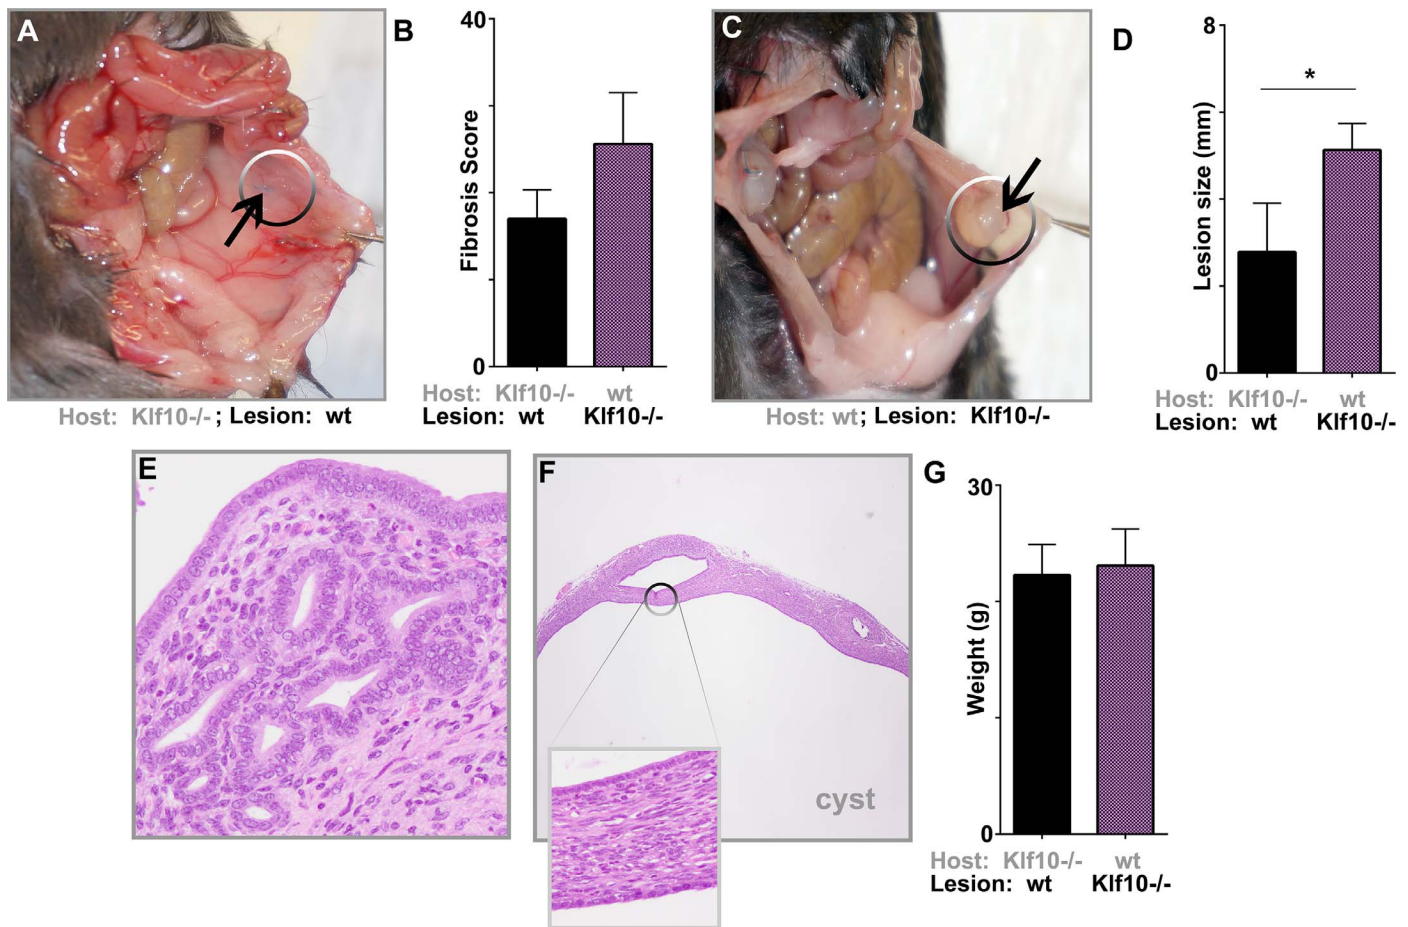 A
Host: Klf10-/-; Lesion: wt
B
40
Fibrosis Score
0
Host: Klf10-/- wt
Lesion: wt Klf10-/-
C
Host: wt; Lesion: Klf10-/-
D
8
*
Lesion size (mm)
0
Host: Klf10-/- wt
Lesion: wt Klf10-/-
E
F
cyst
G
30
Weight (g)
0
Host: Klf10-/- wt
Lesion: wt Klf10-/-